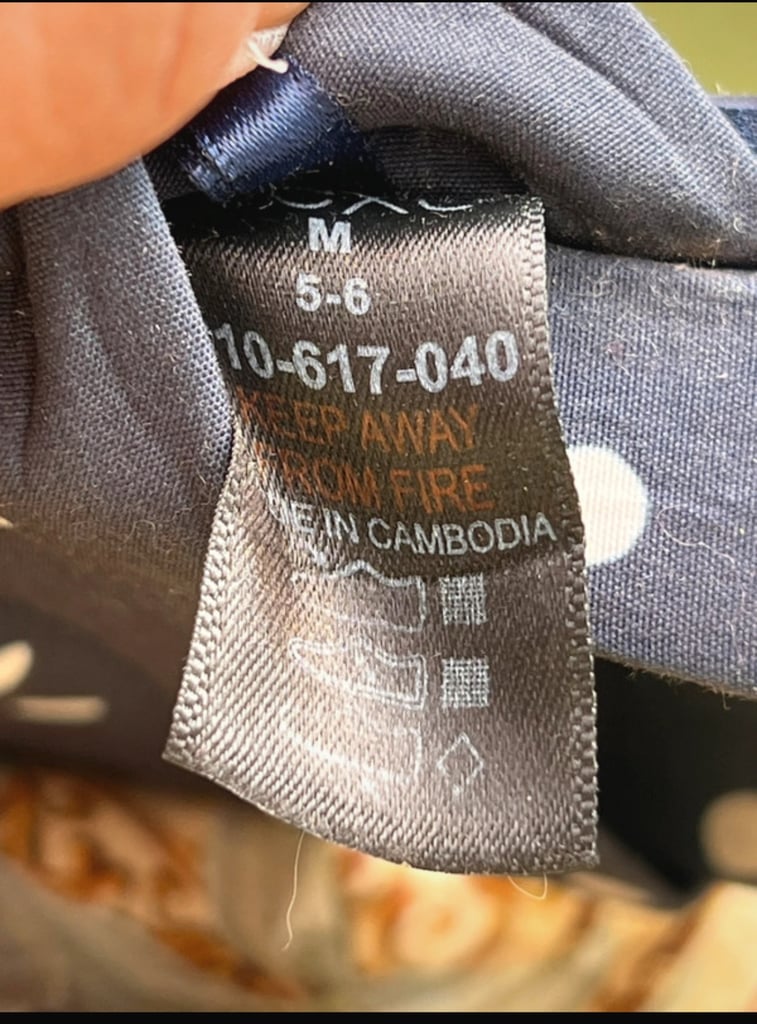 M
5-6
10-617-040
KEEP AWAY
FROM FIRE
E IN CAMBODIA